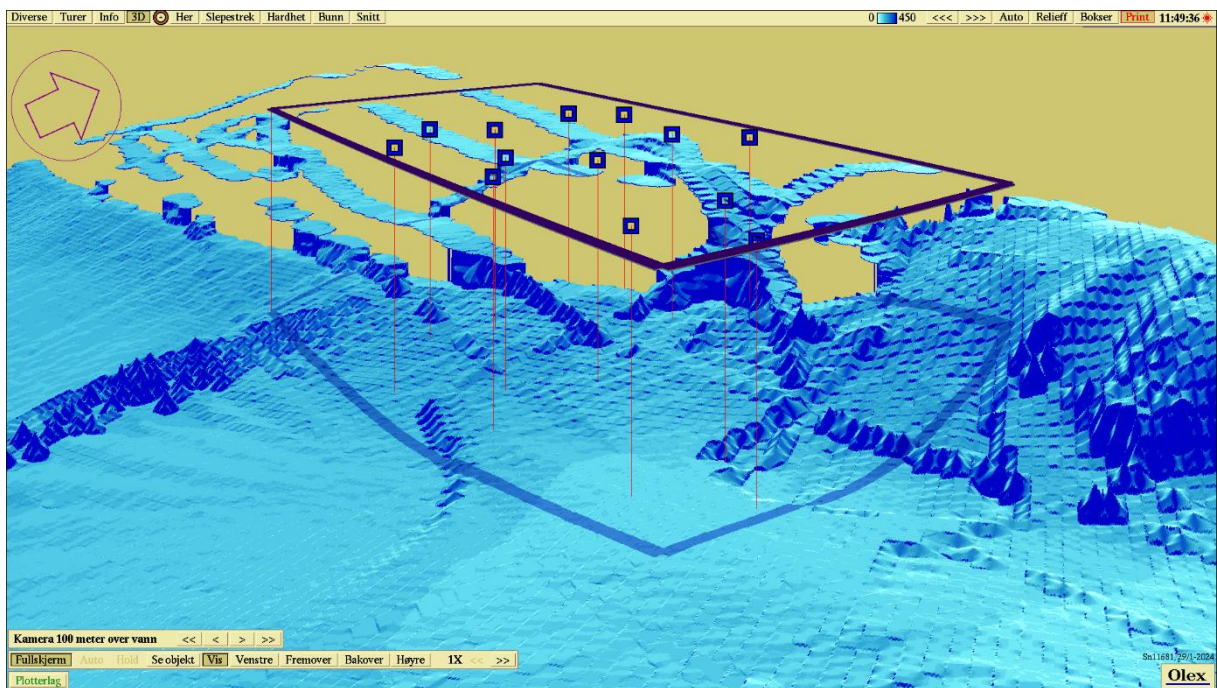 Diverse Turer Info 3D Her Slepestrek Hardhet Bunn Snitt 0 450 <<< >>> Auto Relieff Bokser Print 11:49:36
Kamera 100 meter over vann << < > >>
Fullskjerm Auto Hold Se objekt Vis Venstre Fremover Bakover Høyre 1X << >>
Sn11681, 29/1-2024
Plotterlag
Olex